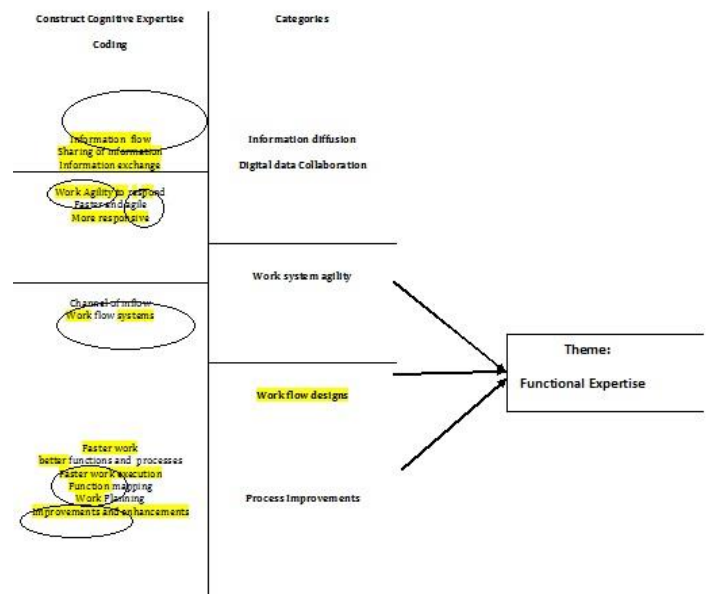 Construct Cognitive Expertise
Coding
Categories
Information flow
Sharing of information
Information exchange
Information diffusion
Digital data Collaboration
Work Agility to respond
Faster and agile
More responsive
Work system agility
Channel of inflow
Work flow systems
Theme:
Functional Expertise
Work flow designs
Faster work
better functions and processes
Faster work execution
Function mapping
Work Planning
Improvements and enhancements
Process Improvements